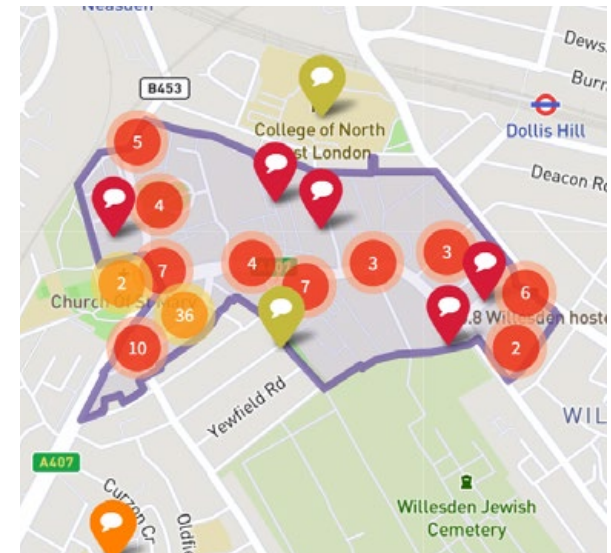 Neasden
B453
College of North
st London
Dews
Burn
Dollis Hill
Deacon Ro
5
4
7
2
Church Of St Mary
36
10
4
7
3
3
6
.8 Willesden hoste
2
Yewfield Rd
WIL
A407
Curzon Cr
Oldfi
Willesden Jewish
Cemetery